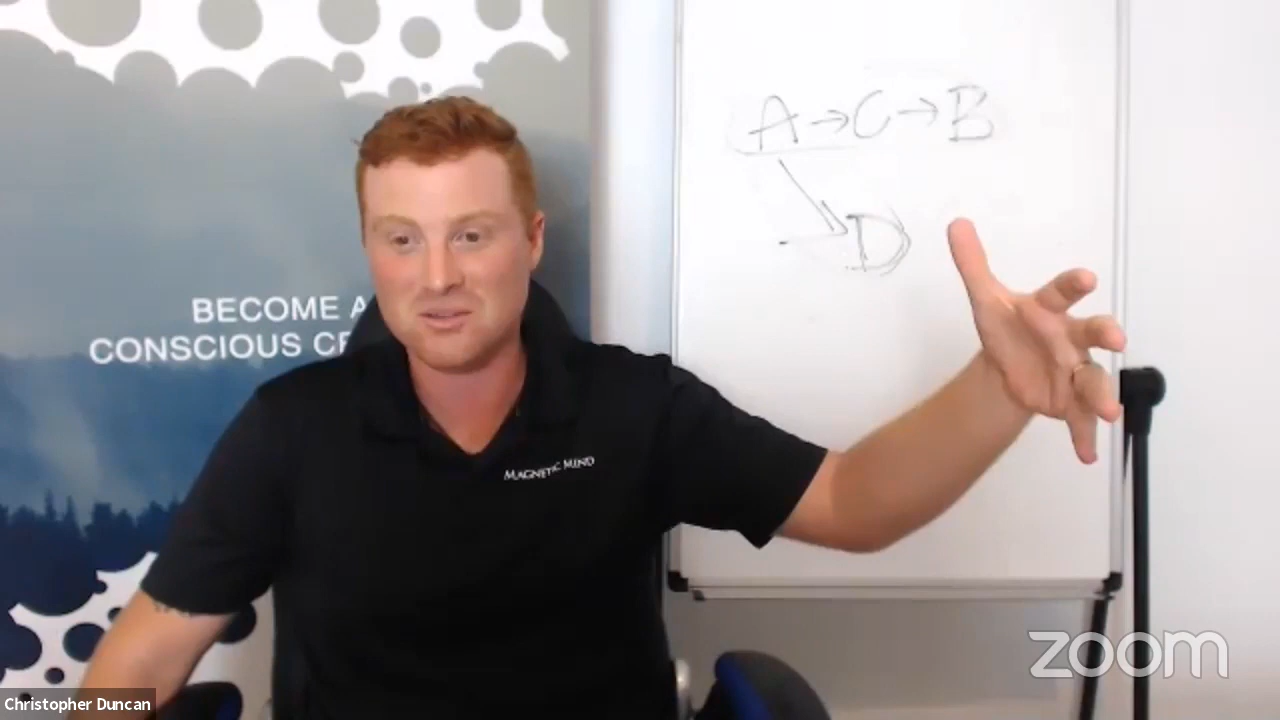 A → C → B
D
BECOME A
CONSCIOUS CR
MAGNETIC MIND
zoom
Christopher Duncan